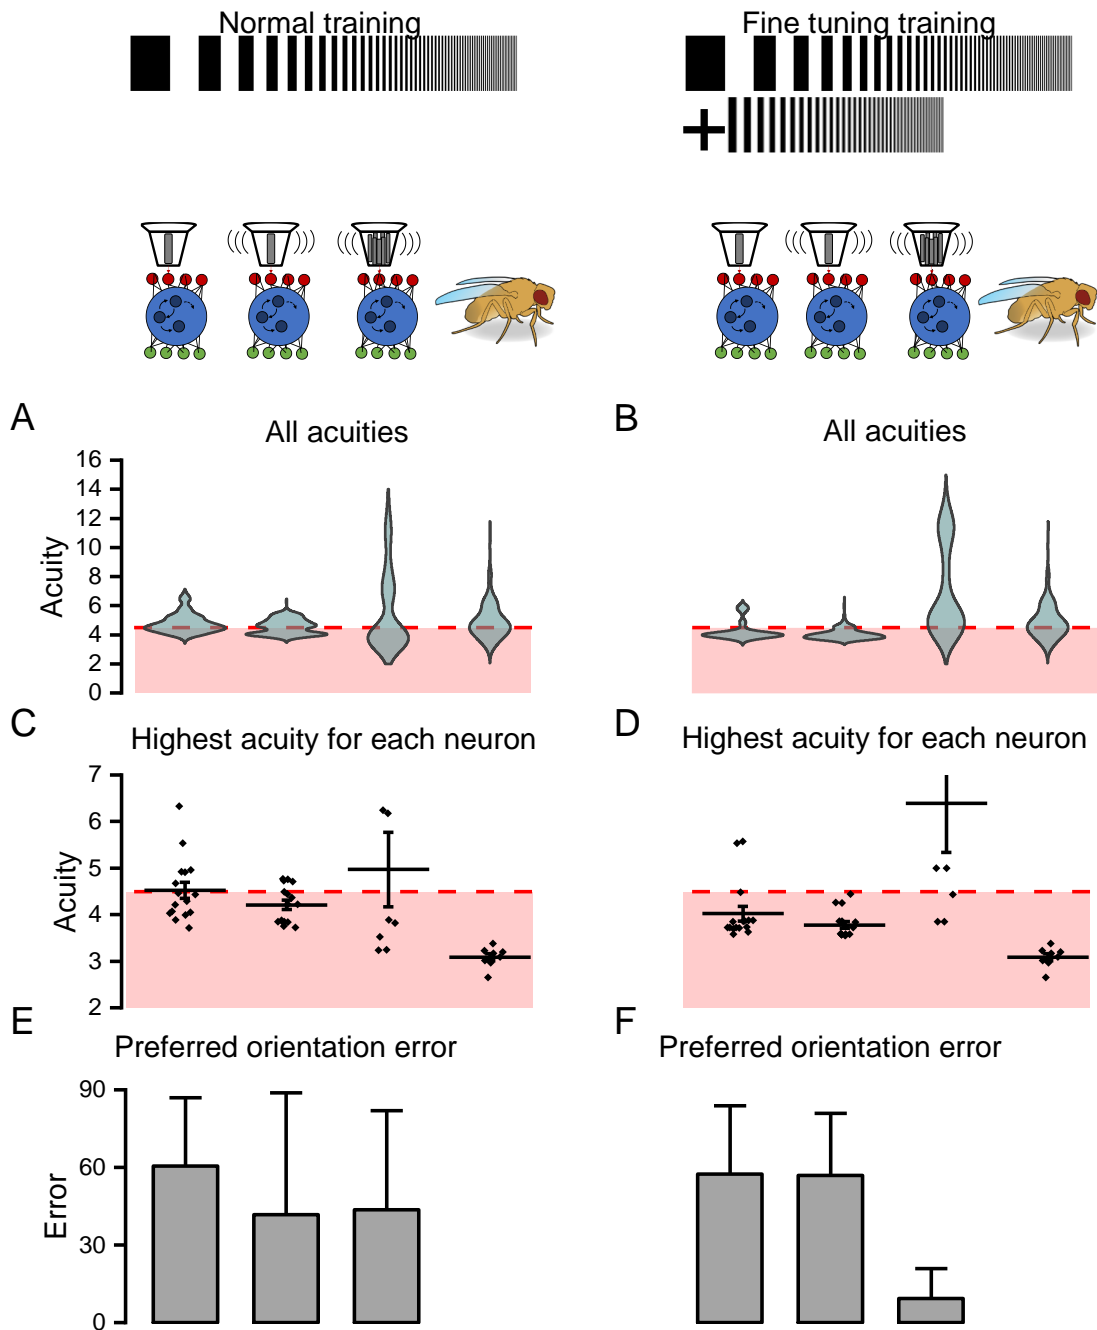 Normal training
Fine tuning training
A
All acuities
B
All acuities
Acuity
16
14
12
10
8
6
4
2
0
C
Highest acuity for each neuron
D
Highest acuity for each neuron
Acuity
7
6
5
4
3
2
E
Preferred orientation error
F
Preferred orientation error
Error
90
60
30
0